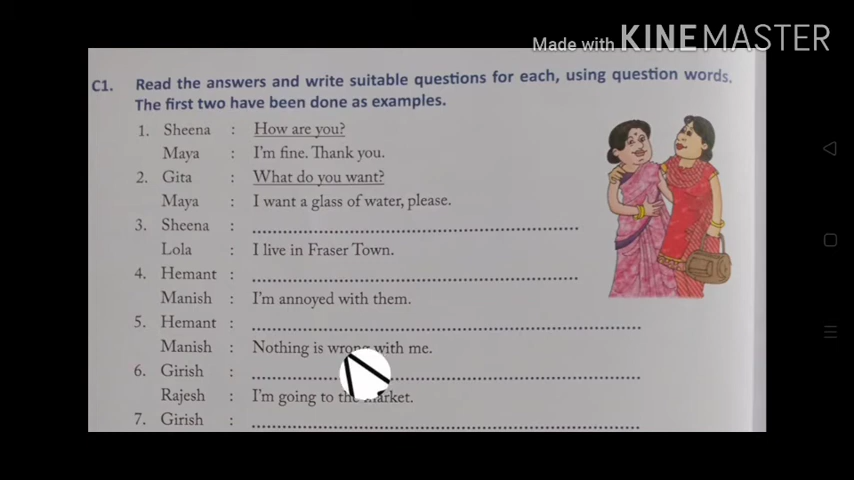 Made with KINEMASTER
C1. Read the answers and write suitable questions for each, using question words.
The first two have been done as examples.
1. Sheena : How are you?
Maya : I'm fine. Thank you.
2. Gita : What do you want?
Maya : I want a glass of water, please.
3. Sheena :
Lola : I live in Fraser Town.
4. Hemant :
Manish : I'm annoyed with them.
5. Hemant :
Manish : Nothing is wrong with me.
6. Girish :
Rajesh : I'm going to the market.
7. Girish :